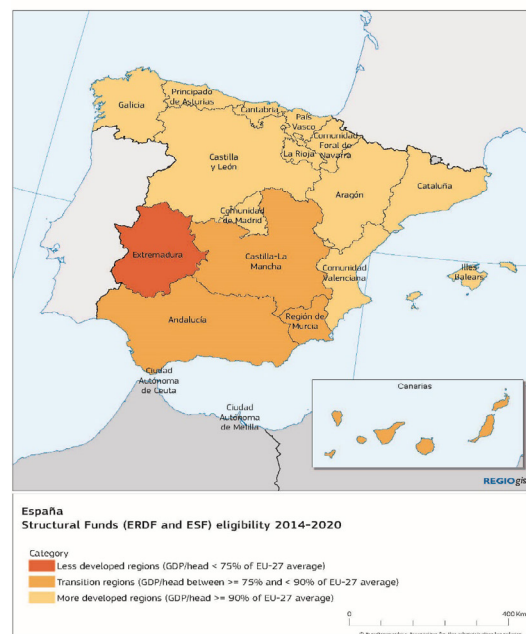 Galicia
Principado
de Asturias
Cantabria
País
Vasco
Comunidad
Foral de
Navarra
La Rioja
Castilla
y León
Aragón
Cataluña
Comunidad
de Madrid
Extremadura
Castilla-La
Mancha
Comunidad
Valenciana
Illes
Balears
Andalucía
Región de
Murcia
Ciudad
Autónoma
de Ceuta
Ciudad
Autónoma
de Melilla
Canarias
REGIOgis
España
Structural Funds (ERDF and ESF) eligibility 2014-2020
Category
Less developed regions (GDP/head < 75% of EU-27 average)
Transition regions (GDP/head between >= 75% and < 90% of EU-27 average)
More developed regions (GDP/head >= 90% of EU-27 average)
0 400 Km